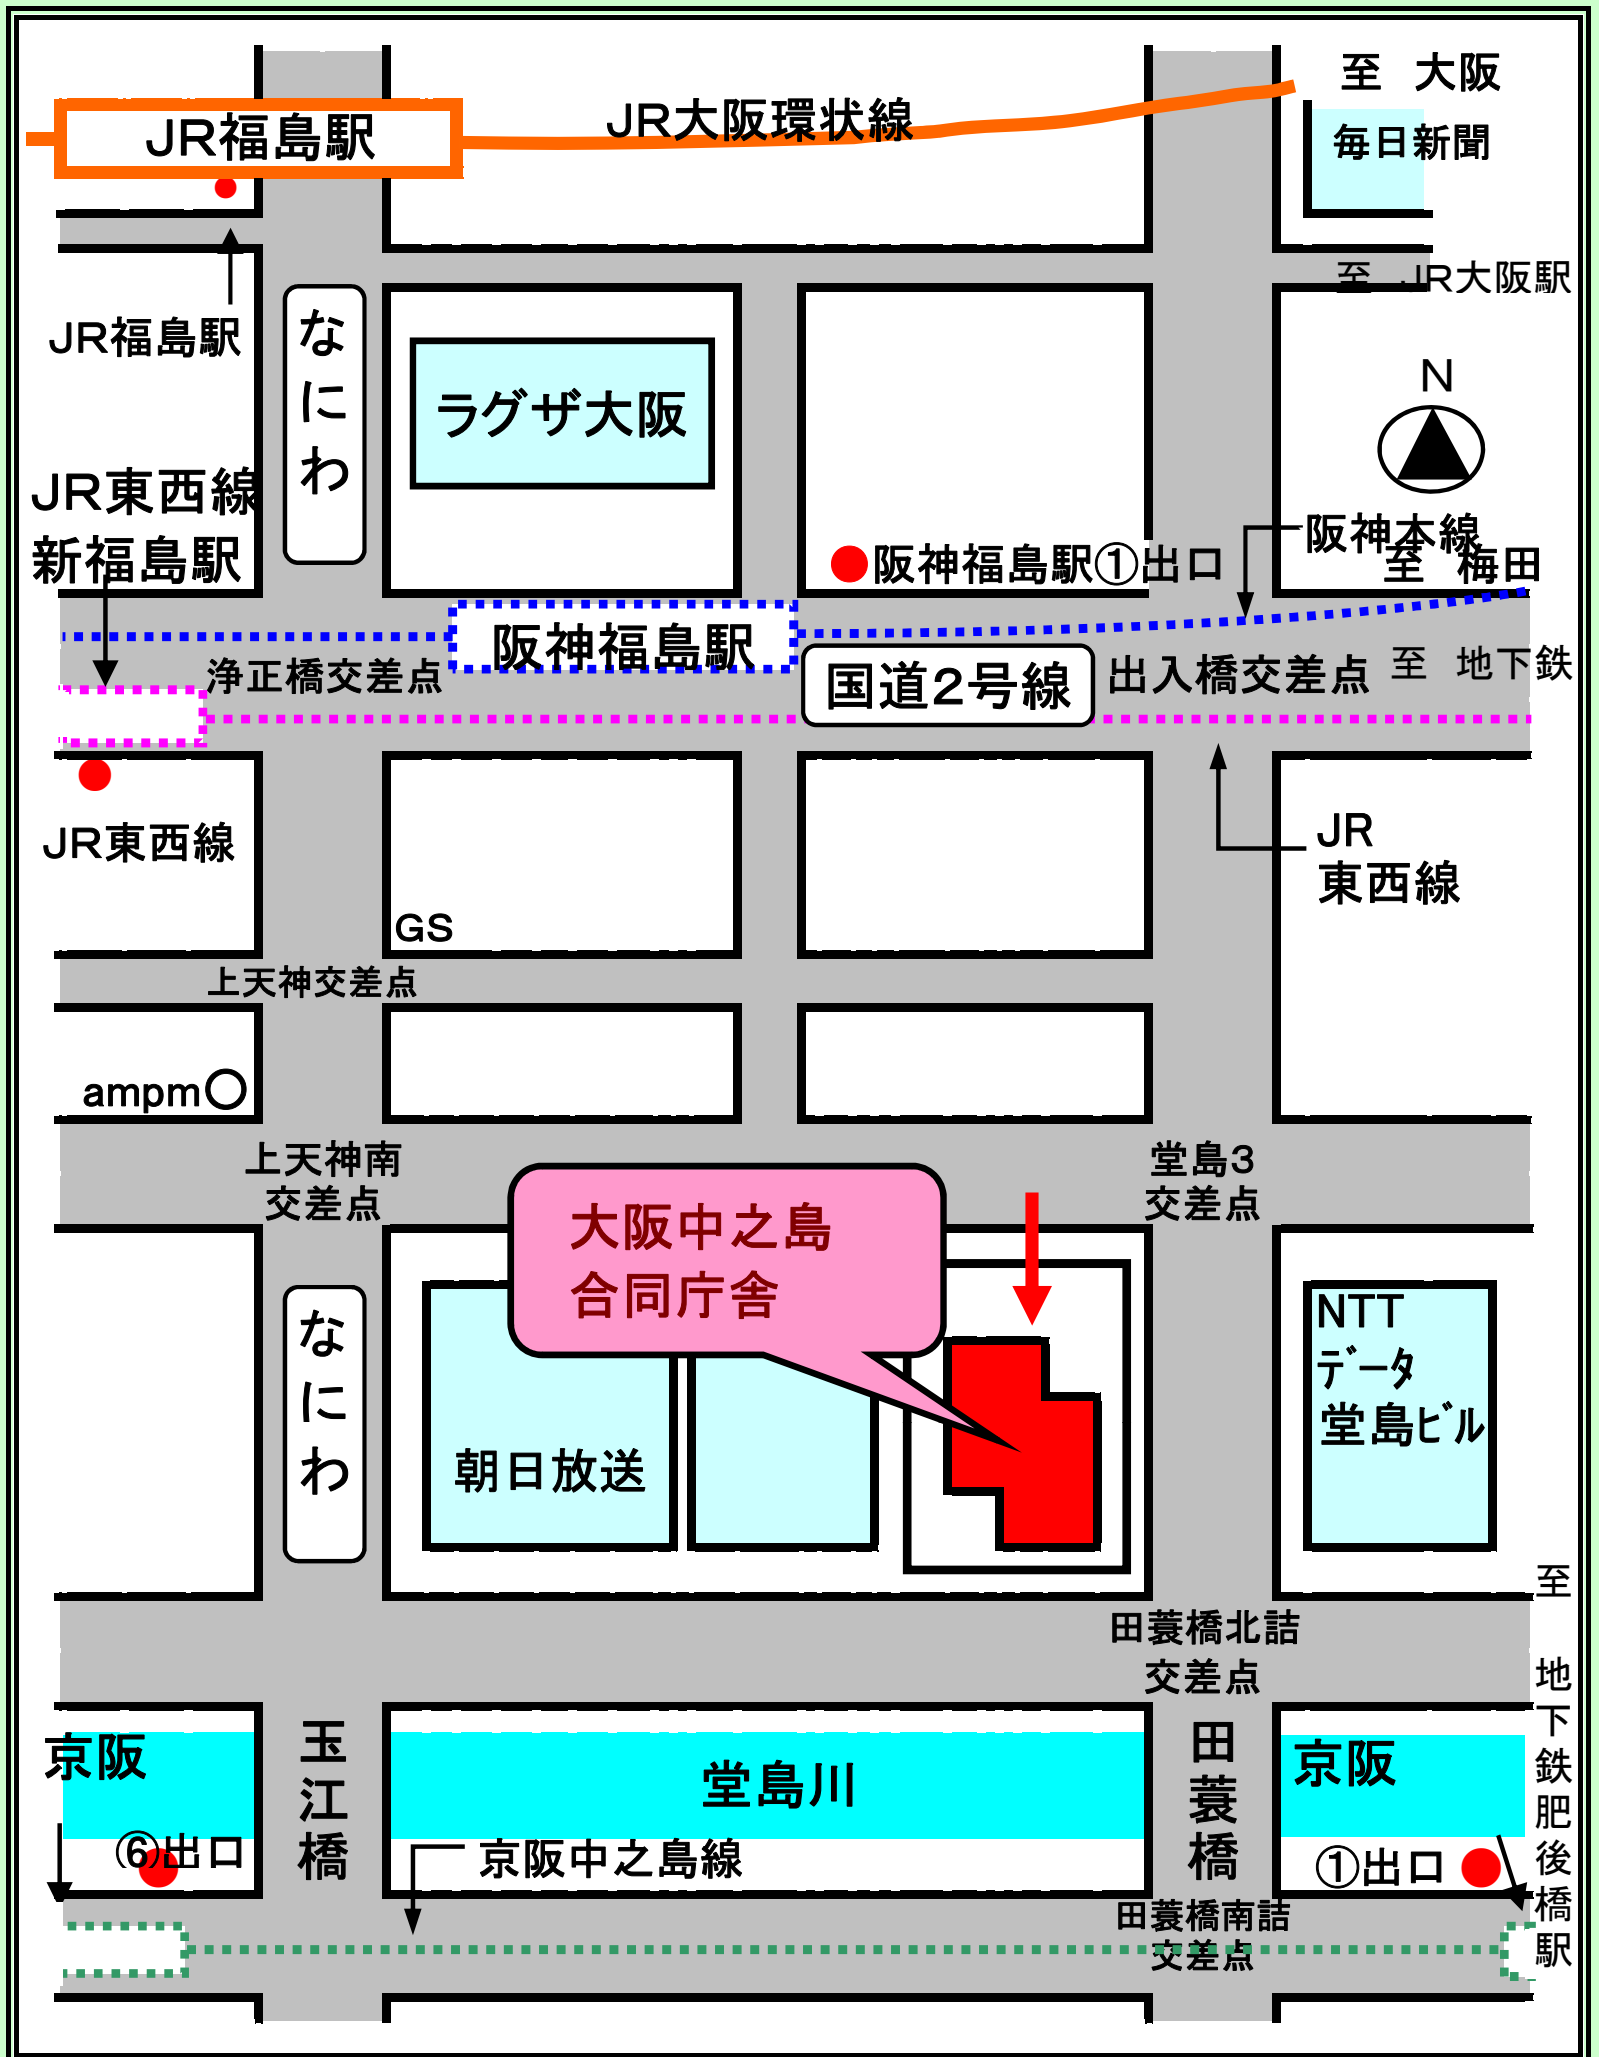 至　大阪
JR大阪環状線
JR福島駅
毎日新聞
至　JR大阪駅
JR福島駅
なにわ
ラグザ大阪
N
JR東西線
新福島駅
阪神本線
至　梅田
阪神福島駅①出口
阪神福島駅
浄正橋交差点
国道2号線
出入橋交差点
至　地下鉄
JR東西線
JR
東西線
GS
上天神交差点
ampm
上天神南
交差点
堂島3
交差点
大阪中之島
合同庁舎
なにわ
朝日放送
NTT
データ
堂島ビル
至　地下鉄肥後橋駅
田蓑橋北詰
交差点
京阪
玉江橋
堂島川
田蓑橋
京阪
⑥出口
京阪中之島線
①出口
田蓑橋南詰
交差点